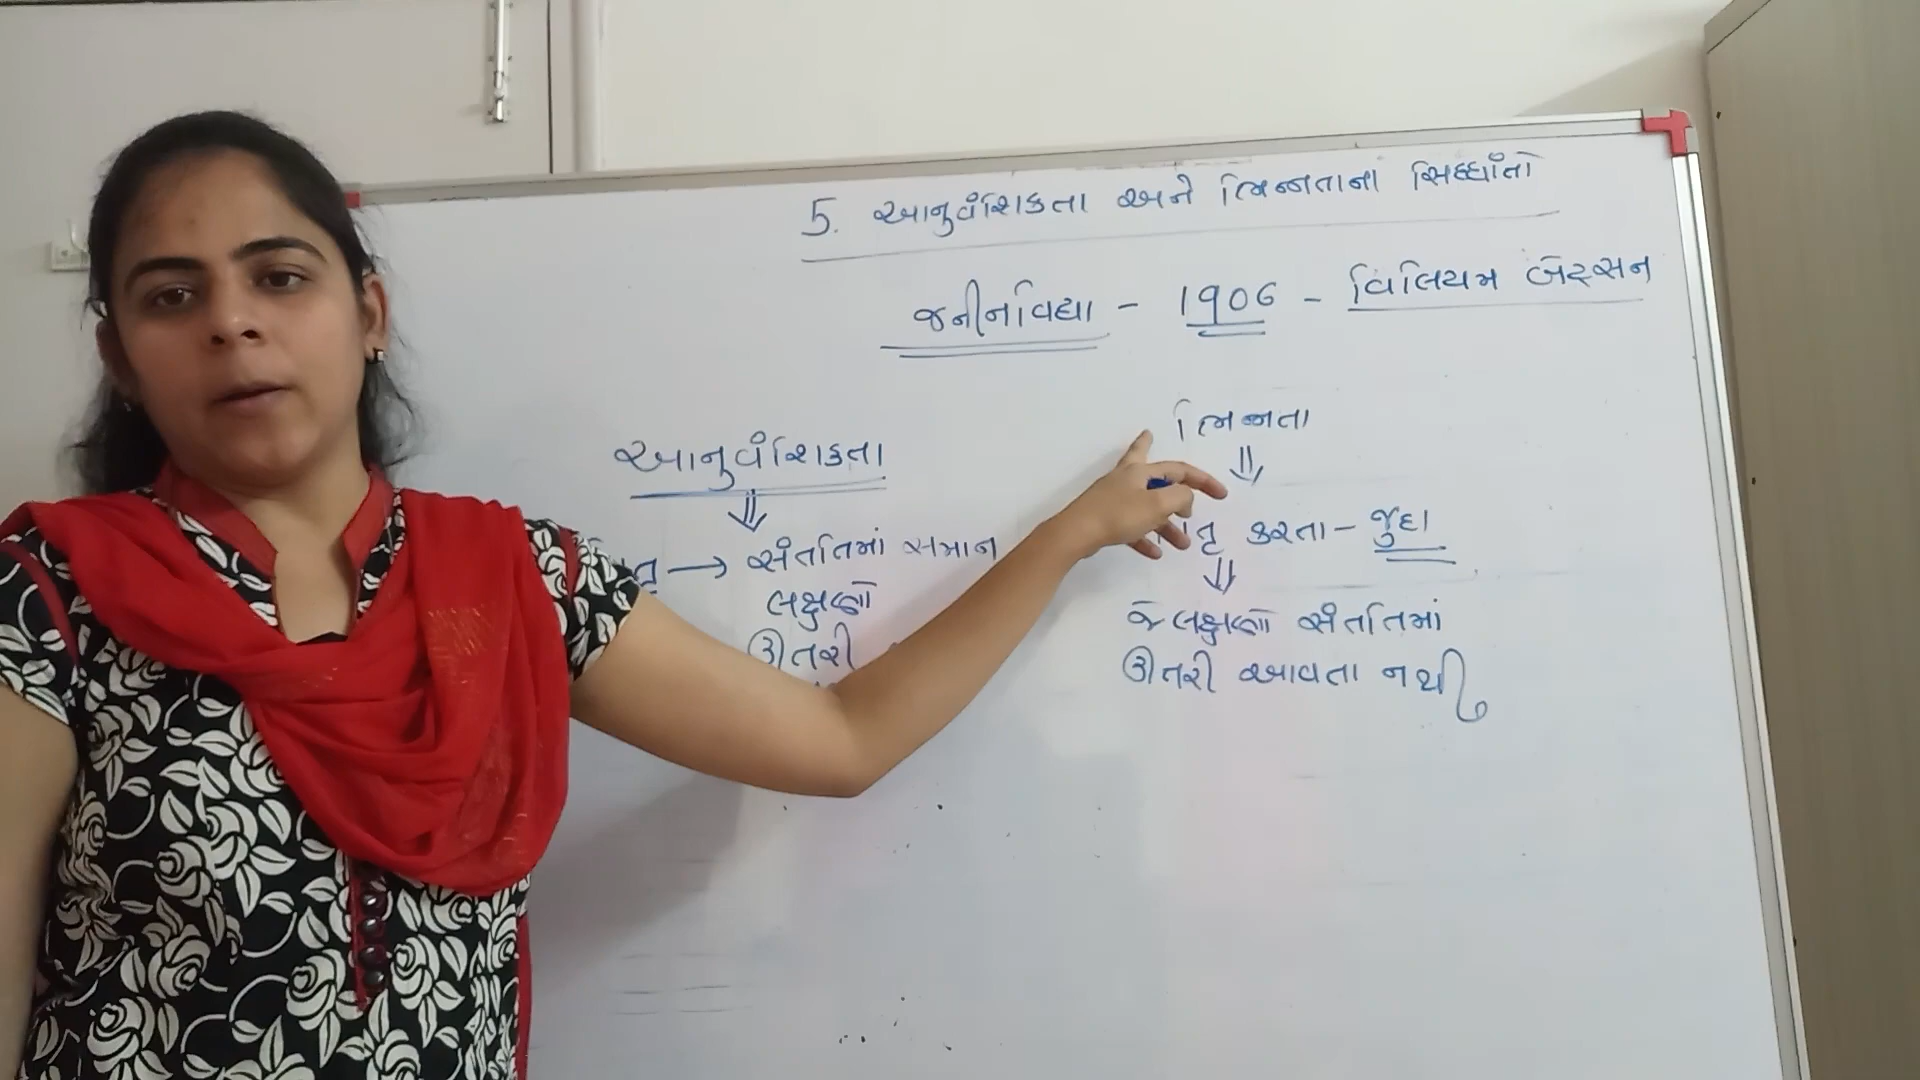 5. આનુવંશિકતા અને ભિન્નતાના સિધ્ધાંતો
જનીનવિદ્યા - 1906 - વિલિયમ બેટ્સન
આનુવંશિકતા
⇓
→ સંતતિમાં સમાન
લક્ષણો
ઊતરી
ભિન્નતા
⇓
કરતા - જુદા
⇓
જે લક્ષણો સંતતિમાં
ઊતરી આવતા નથી